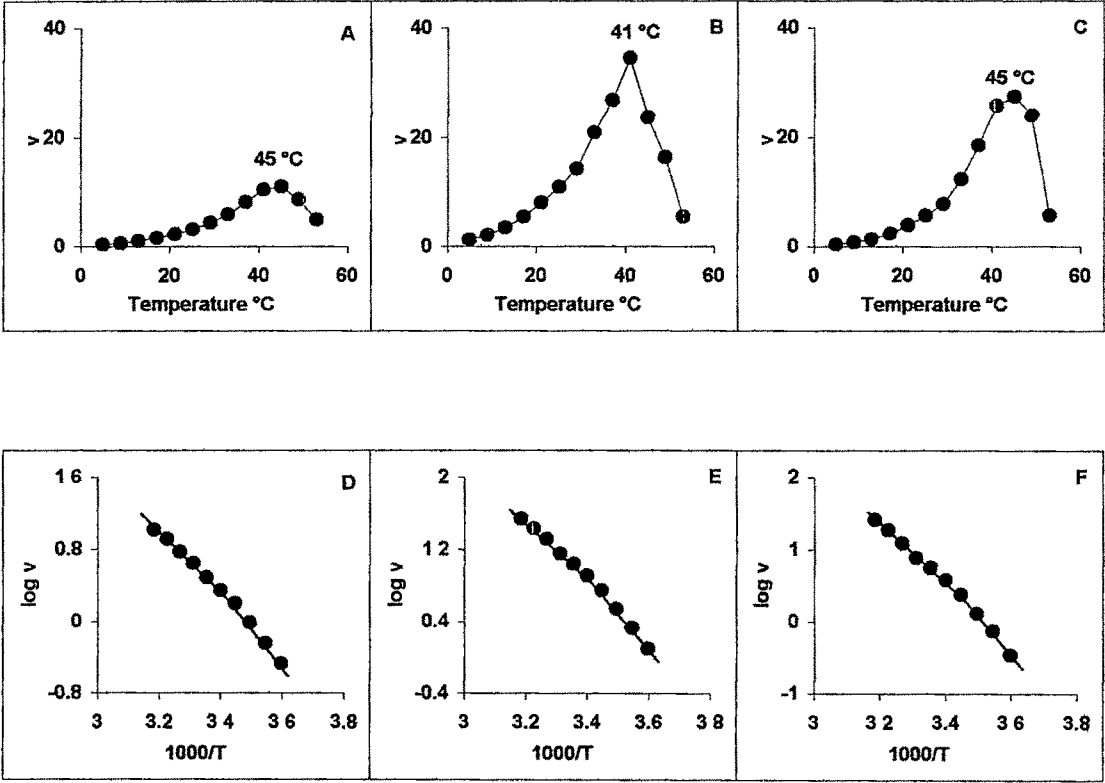 40 A
20
v
45 °C
0
0 20 40 60
Temperature °C
40 B
41 °C
20
v
0
0 20 40 60
Temperature °C
40 C
45 °C
20
v
0
0 20 40 60
Temperature °C
1 6 D
0.8
log v
0
-0.8
3 3.2 3.4 3 6 3.8
1000/T
2 E
1 2
log v
0.4
-0.4
3 3.2 3.4 3.6 3 8
1000/T
2 F
1
log v
0
-1
3 3 2 3.4 3 6 3.8
1000/T